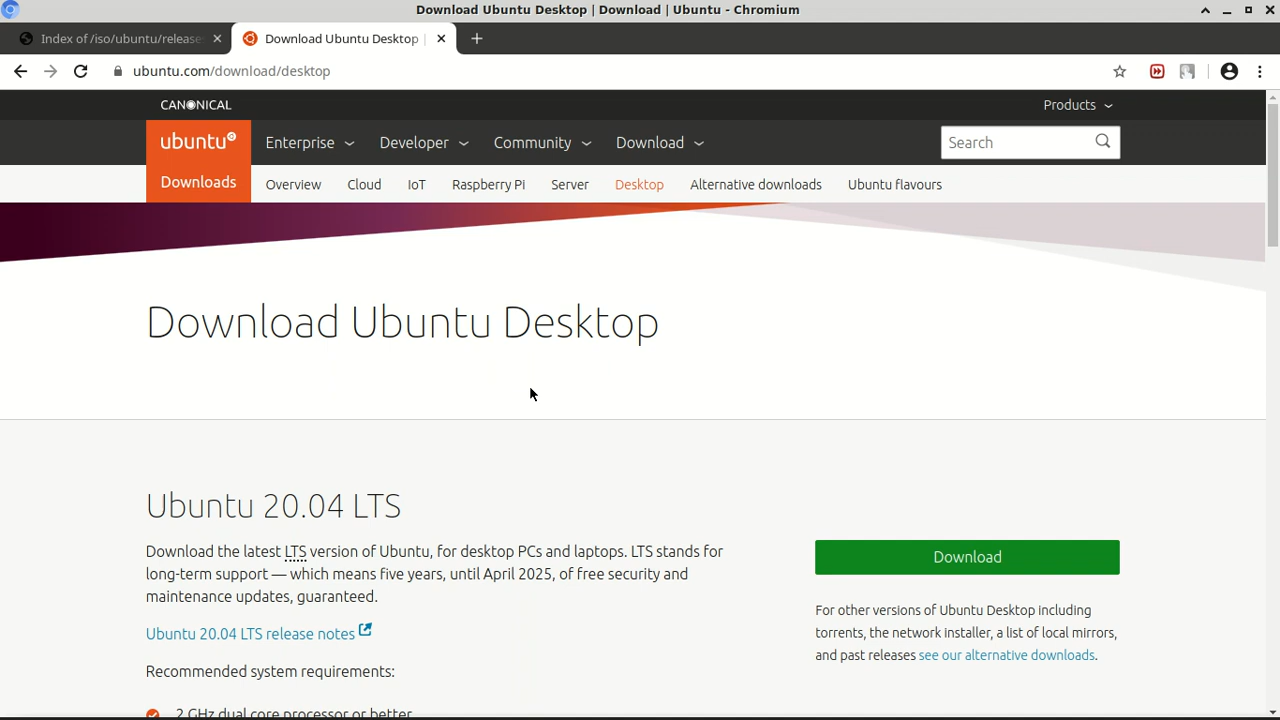 Download Ubuntu Desktop | Download | Ubuntu - Chromium
Index of /iso/ubuntu/release
Download Ubuntu Desktop |
ubuntu.com/download/desktop
CANONICAL
Products
ubuntu
Enterprise
Developer
Community
Download
Search
Downloads
Overview
Cloud
IoT
Raspberry Pi
Server
Desktop
Alternative downloads
Ubuntu flavours
Download Ubuntu Desktop
Ubuntu 20.04 LTS
Download the latest LTS version of Ubuntu, for desktop PCs and laptops. LTS stands for
long-term support — which means five years, until April 2025, of free security and
maintenance updates, guaranteed.
Ubuntu 20.04 LTS release notes
Recommended system requirements:
2 GHz dual core processor or better
Download
For other versions of Ubuntu Desktop including
torrents, the network installer, a list of local mirrors,
and past releases see our alternative downloads.